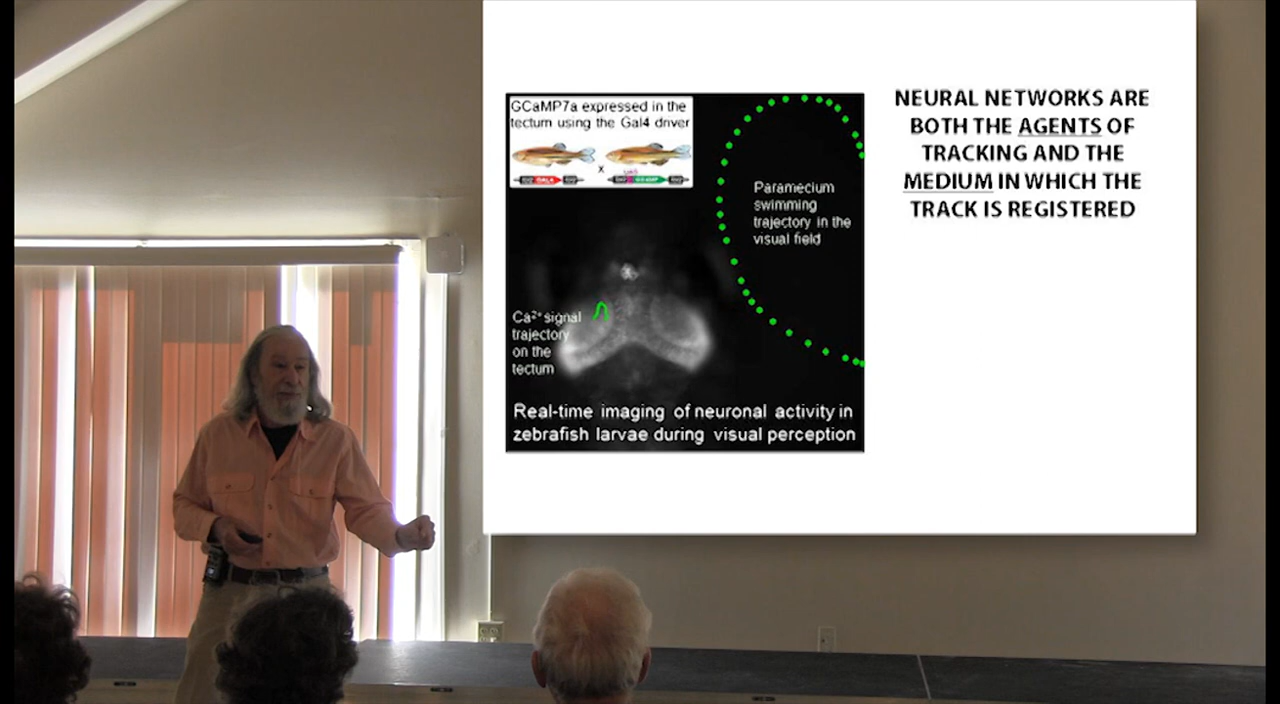 GCaMP7a expressed in the
tectum using the Gal4 driver
x
Paramecium
swimming
trajectory in the
visual field
Ca²⁺ signal
trajectory
on the
tectum
Real-time imaging of neuronal activity in
zebrafish larvae during visual perception
NEURAL NETWORKS ARE
BOTH THE AGENTS OF
TRACKING AND THE
MEDIUM IN WHICH THE
TRACK IS REGISTERED